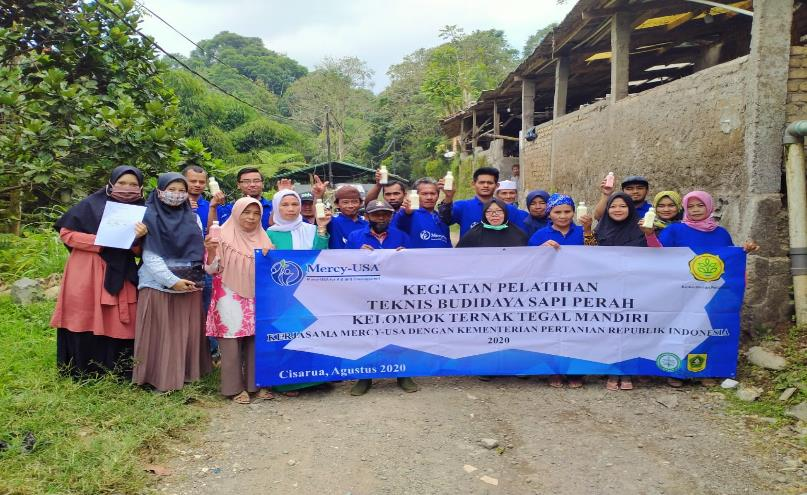 Mercy-USA
KEGIATAN PELATIHAN
TEKNIS BUDIDAYA SAPI PERAH
KELOMPOK TERNAK TEGAL MANDIRI
KERJASAMA MERCY-USA DENGAN KEMENTERIAN PERTANIAN REPUBLIK INDONESIA
2020
Cisarua, Agustus 2020